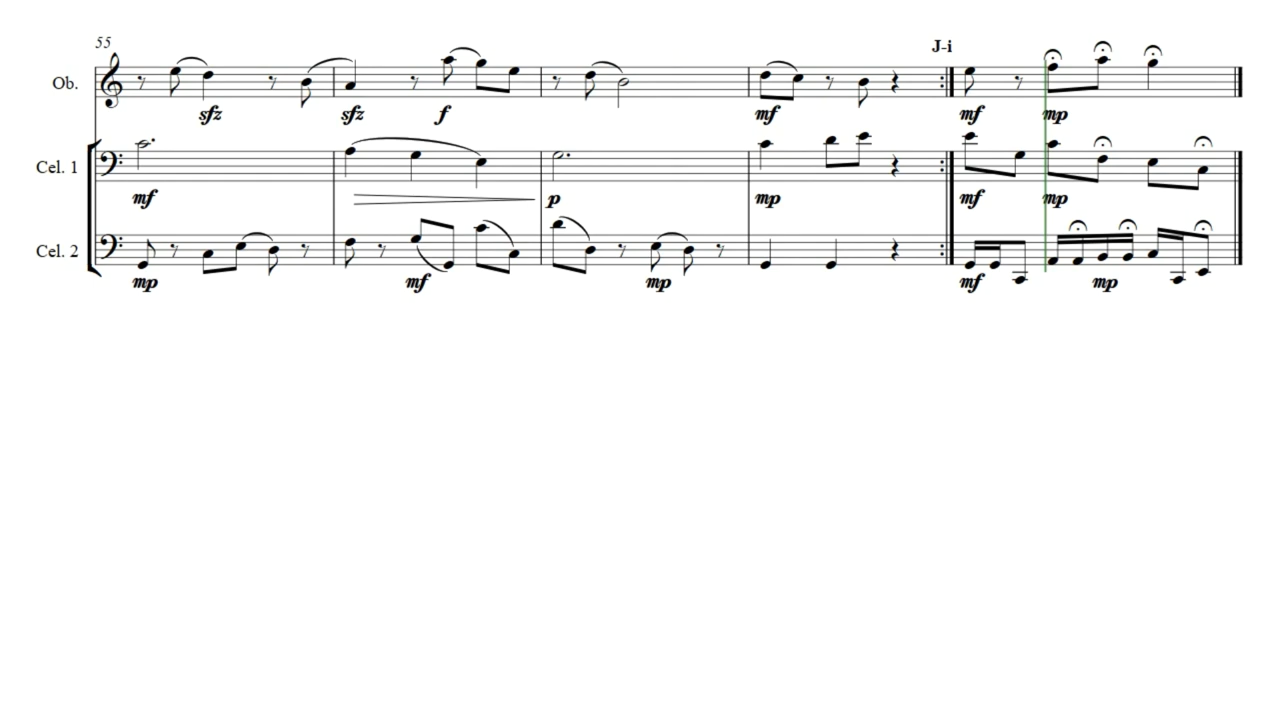 55
J-i
Ob.
sfz sfz f mf mf mp
Cel. 1
mf p mp mf mp
Cel. 2
mp mf mp mf mp